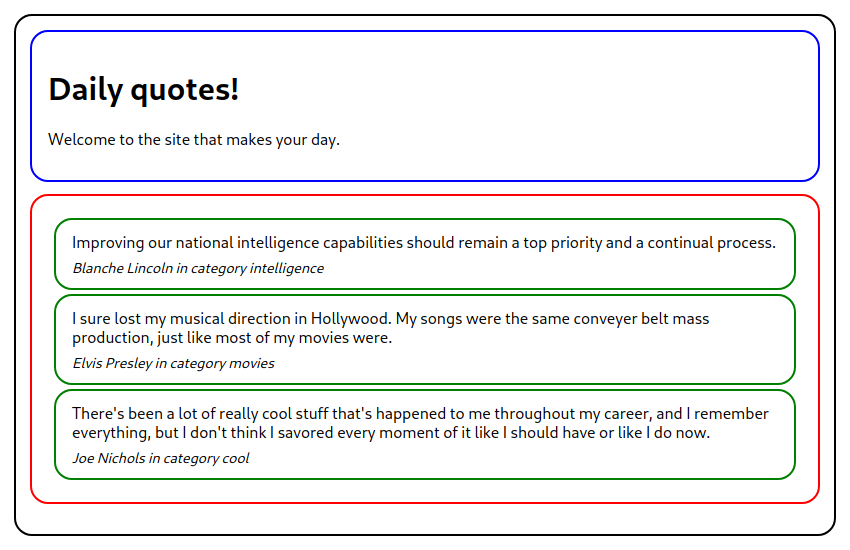 Daily quotes!
Welcome to the site that makes your day.
Improving our national intelligence capabilities should remain a top priority and a continual process.
Blanche Lincoln in category intelligence
I sure lost my musical direction in Hollywood. My songs were the same conveyer belt mass
production, just like most of my movies were.
Elvis Presley in category movies
There's been a lot of really cool stuff that's happened to me throughout my career, and I remember
everything, but I don't think I savored every moment of it like I should have or like I do now.
Joe Nichols in category cool